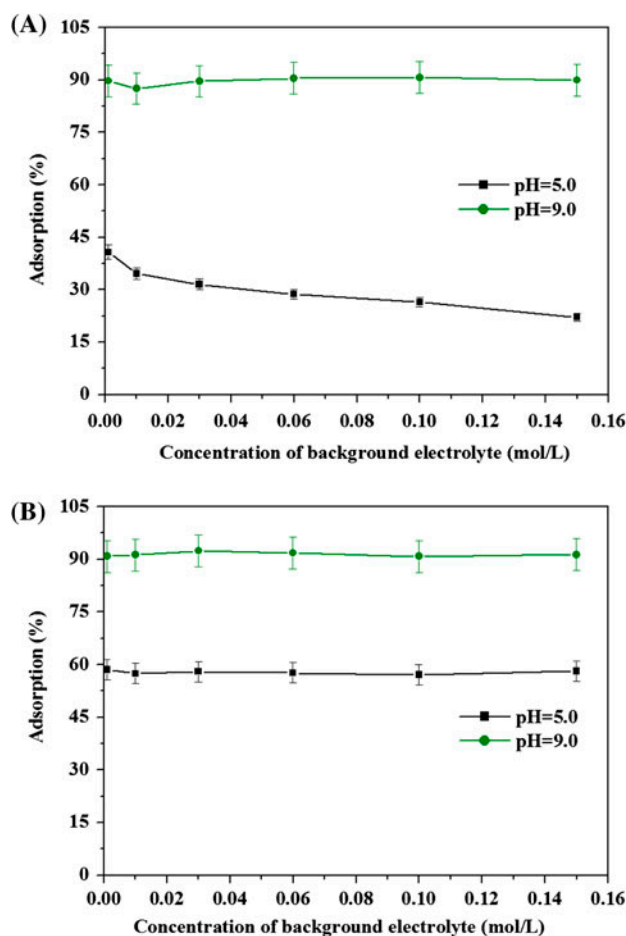 (A)
105
90
75
60
45
30
15
0
Adsorption (%)
pH=5.0
pH=9.0
0.00 0.02 0.04 0.06 0.08 0.10 0.12 0.14 0.16
Concentration of background electrolyte (mol/L)
(B)
105
90
75
60
45
30
15
0
Adsorption (%)
pH=5.0
pH=9.0
0.00 0.02 0.04 0.06 0.08 0.10 0.12 0.14 0.16
Concentration of background electrolyte (mol/L)